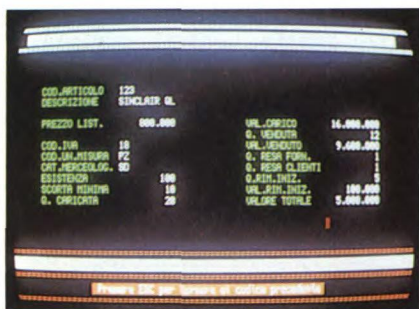 COD.ARTICOLO 123
DESCRIZIONE SINCLAIR QL
PREZZO LIST. 800.000
COD.IVA 18
COD.UN.MISURA PZ
CAT.MERCEOLOG. SD
ESISTENZA 100
SCORTA MINIMA 10
Q. CARICATA 20
VAL.CARICO 16.000.000
Q. VENDUTA 12
VAL.VENDUTO 9.600.000
Q. RESA FORN. 1
Q. RESA CLIENTI 1
Q.RIM.INIZ. 5
VAL.RIM.INIZ. 100.000
VALORE TOTALE 5.000.000
Premere ESC per tornare al codice precedente